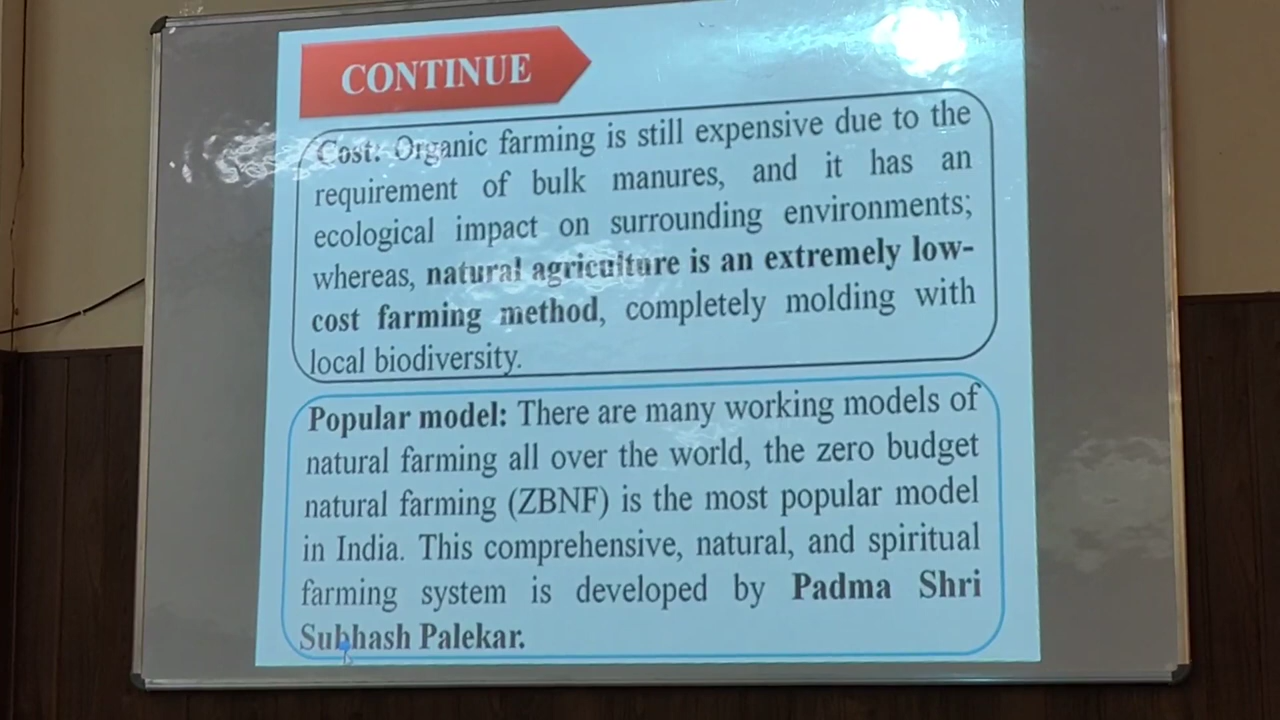 CONTINUE
Cost: Organic farming is still expensive due to the
requirement of bulk manures, and it has an
ecological impact on surrounding environments;
whereas, natural agriculture is an extremely low-
cost farming method, completely molding with
local biodiversity.
Popular model: There are many working models of
natural farming all over the world, the zero budget
natural farming (ZBNF) is the most popular model
in India. This comprehensive, natural, and spiritual
farming system is developed by Padma Shri
Subhash Palekar.